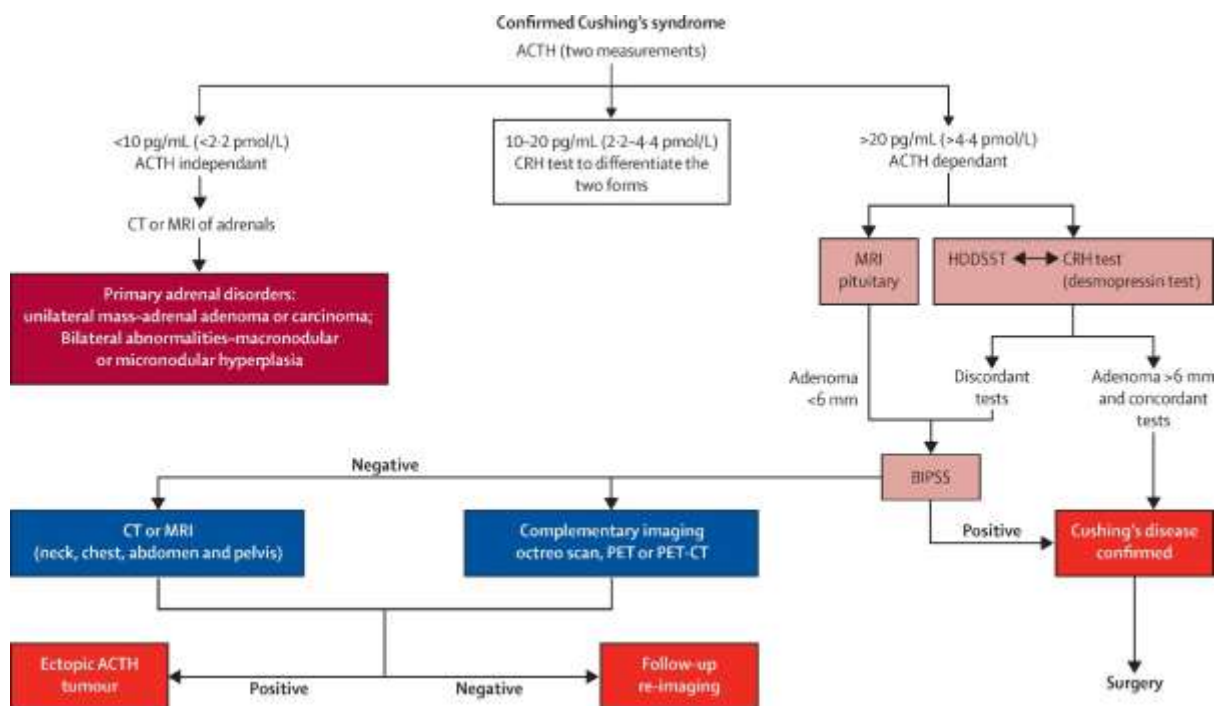 Confirmed Cushing's syndrome
ACTH (two measurements)
<10 pg/mL (<2·2 pmol/L)
ACTH independant
10–20 pg/mL (2·2–4·4 pmol/L)
CRH test to differentiate the
two forms
>20 pg/mL (>4·4 pmol/L)
ACTH dependant
CT or MRI of adrenals
MRI
pituitary
HDDSST
CRH test
(desmopressin test)
Primary adrenal disorders:
unilateral mass–adrenal adenoma or carcinoma;
Bilateral abnormalities–macronodular
or micronodular hyperplasia
Adenoma
<6 mm
Discordant
tests
Adenoma >6 mm
and concordant
tests
Negative
BIPSS
CT or MRI
(neck, chest, abdomen and pelvis)
Complementary imaging
octreo scan, PET or PET-CT
Positive
Cushing's disease
confirmed
Ectopic ACTH
tumour
Positive
Negative
Follow-up
re-imaging
Surgery